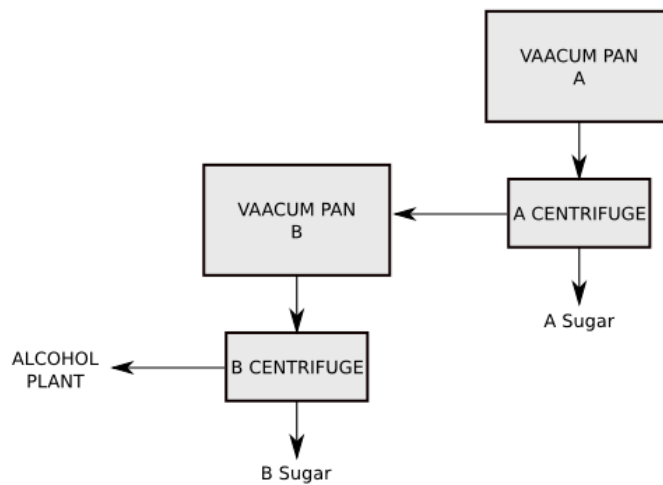 VAACUM PAN
A
A CENTRIFUGE
A Sugar
VAACUM PAN
B
B CENTRIFUGE
B Sugar
ALCOHOL
PLANT